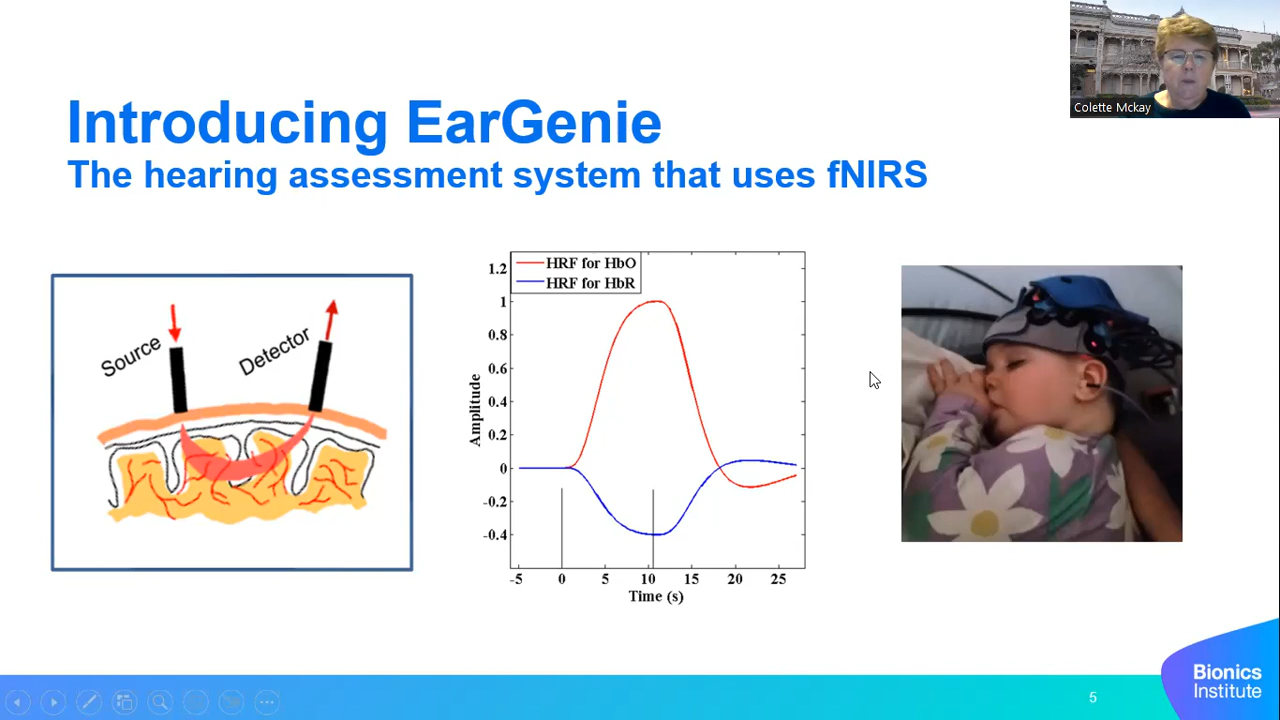 Colette Mckay
Introducing EarGenie
The hearing assessment system that uses fNIRS
Source
Detector
HRF for HbO
HRF for HbR
1.2
1
0.8
0.6
0.4
0.2
0
-0.2
-0.4
Amplitude
-5 0 5 10 15 20 25
Time (s)
5
Bionics
Institute